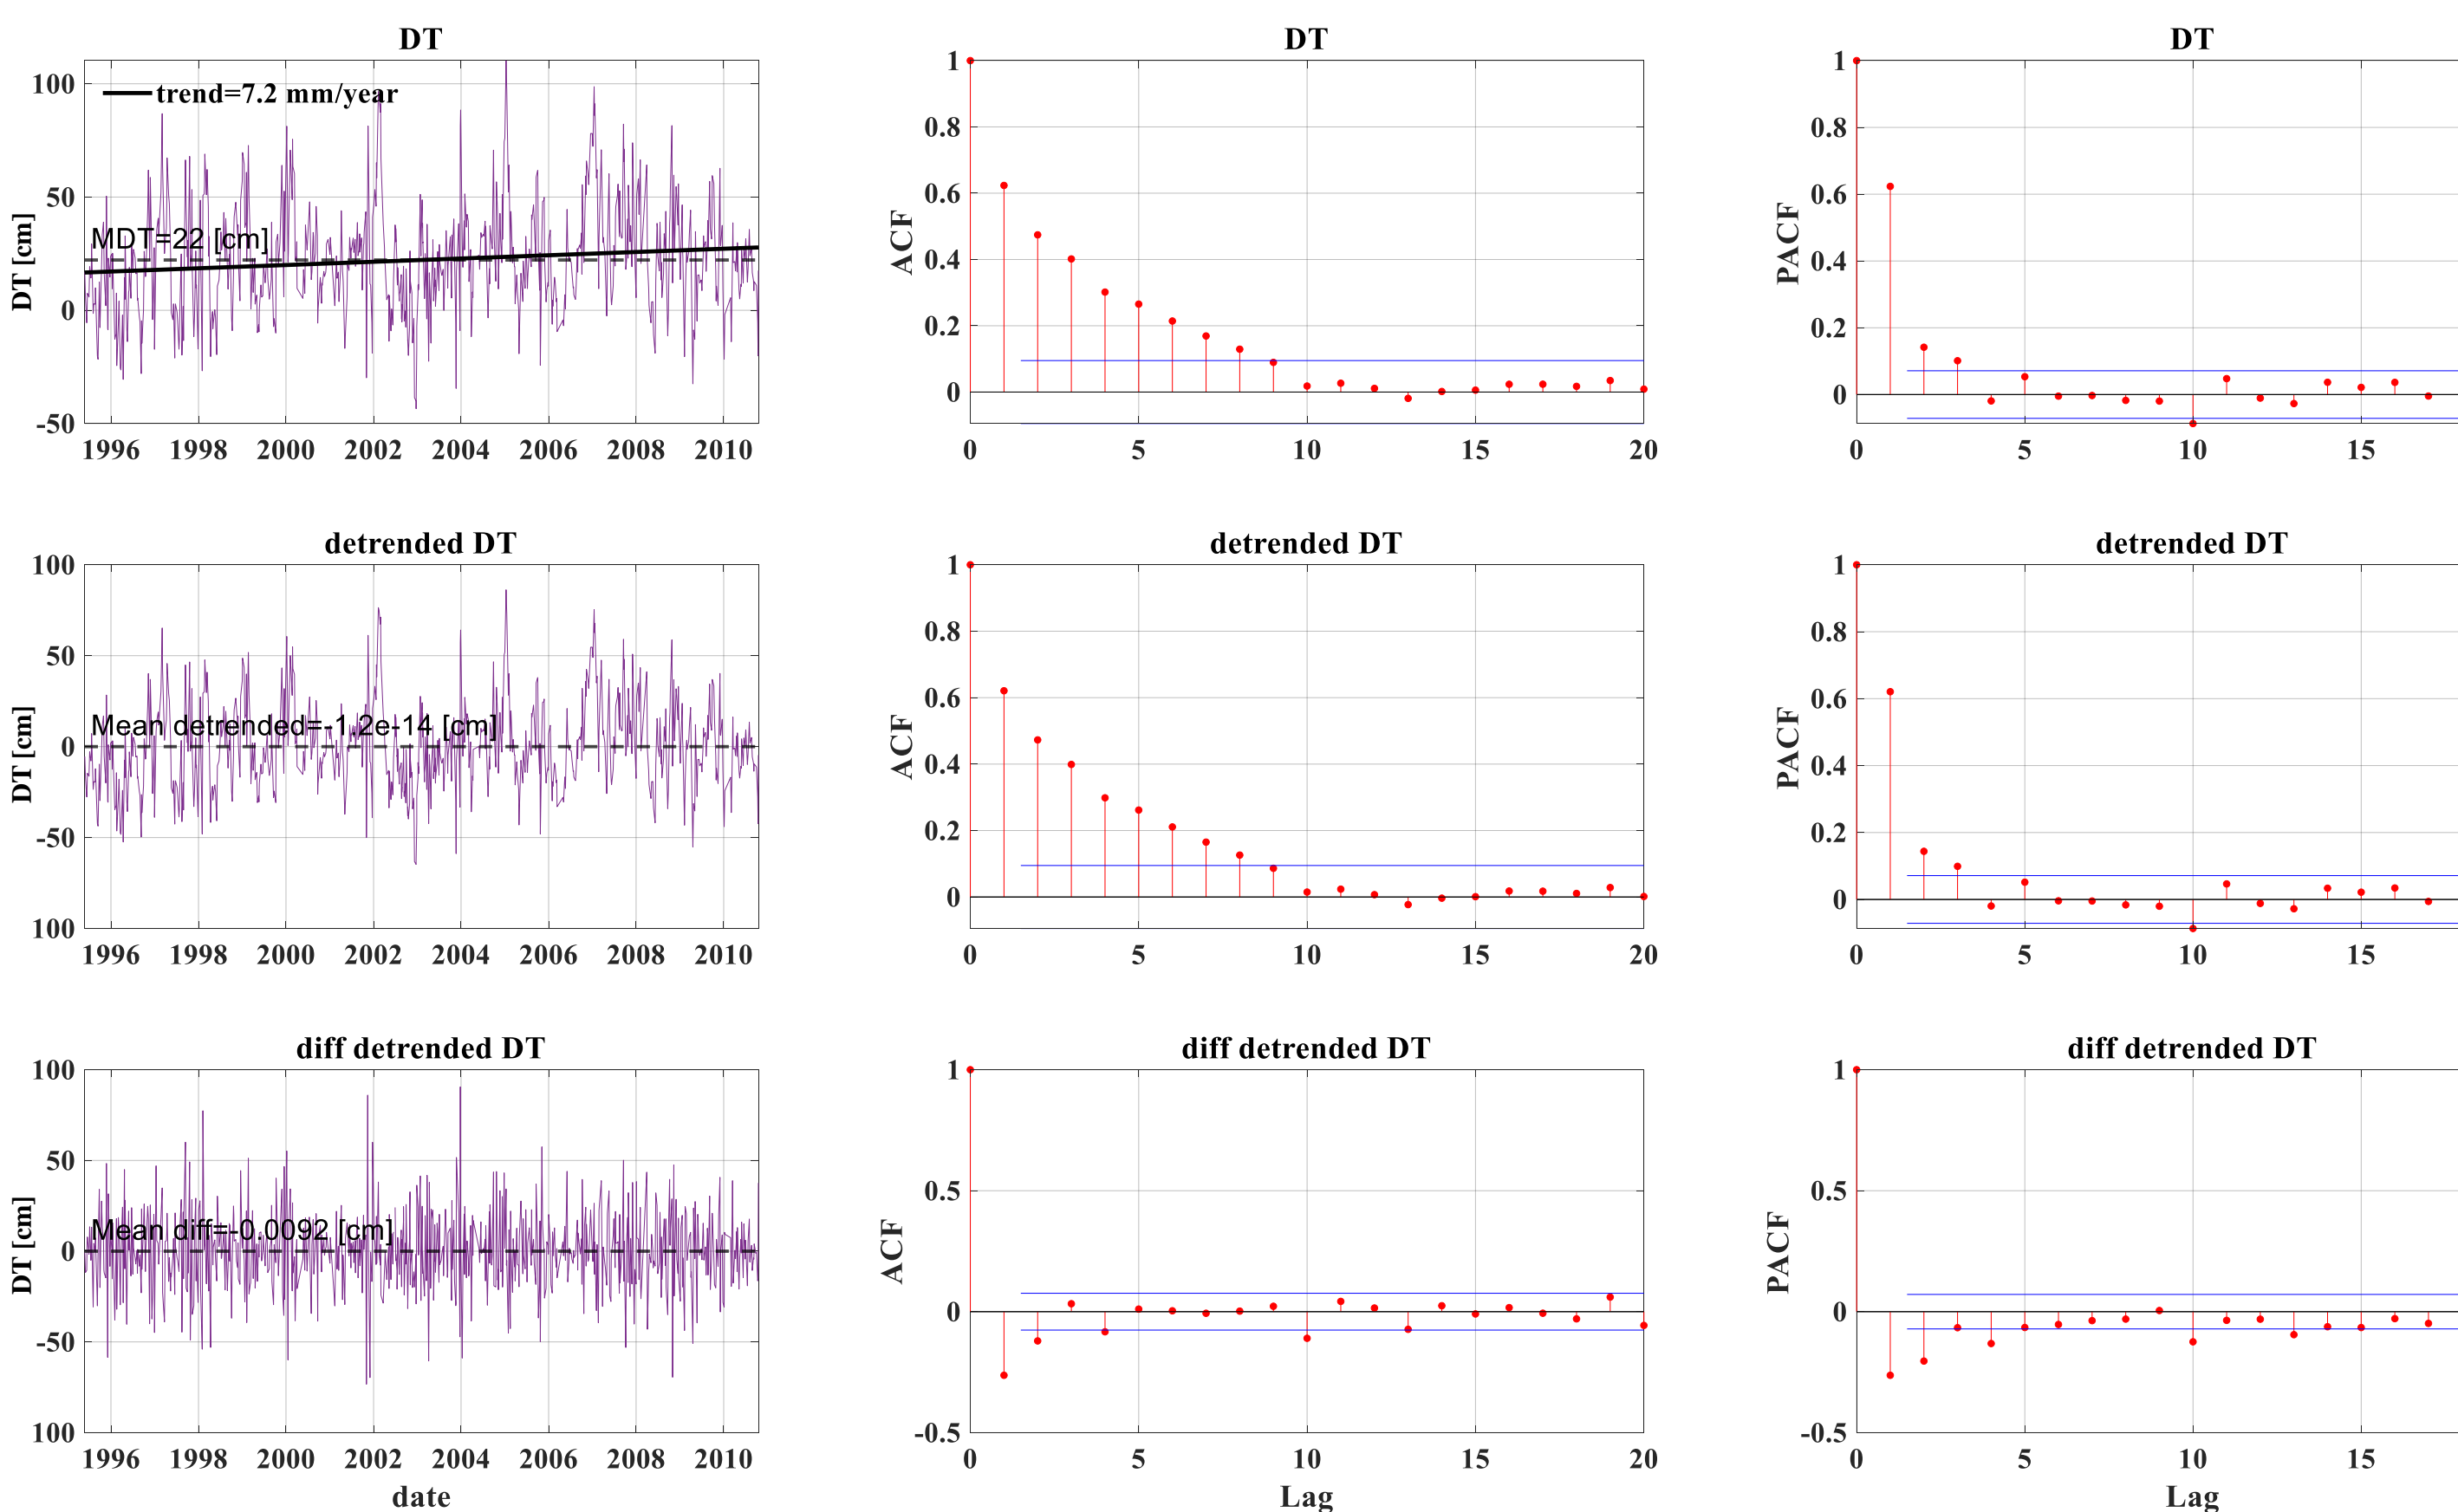 DT
trend=7.2 mm/year
MDT=22 [cm]
DT [cm]
100
50
0
-50
1996 1998 2000 2002 2004 2006 2008 2010
DT
ACF
1
0.8
0.6
0.4
0.2
0
0 5 10 15 20
DT
PACF
1
0.8
0.6
0.4
0.2
0
0 5 10 15
detrended DT
Mean detrended=-1.2e-14 [cm]
DT [cm]
100
50
0
-50
100
1996 1998 2000 2002 2004 2006 2008 2010
detrended DT
ACF
1
0.8
0.6
0.4
0.2
0
0 5 10 15 20
detrended DT
PACF
1
0.8
0.6
0.4
0.2
0
0 5 10 15
diff detrended DT
Mean diff=-0.0092 [cm]
DT [cm]
100
50
0
-50
100
1996 1998 2000 2002 2004 2006 2008 2010
date
diff detrended DT
ACF
1
0.5
0
-0.5
0 5 10 15 20
Lag
diff detrended DT
PACF
1
0.5
0
-0.5
0 5 10 15
Lag